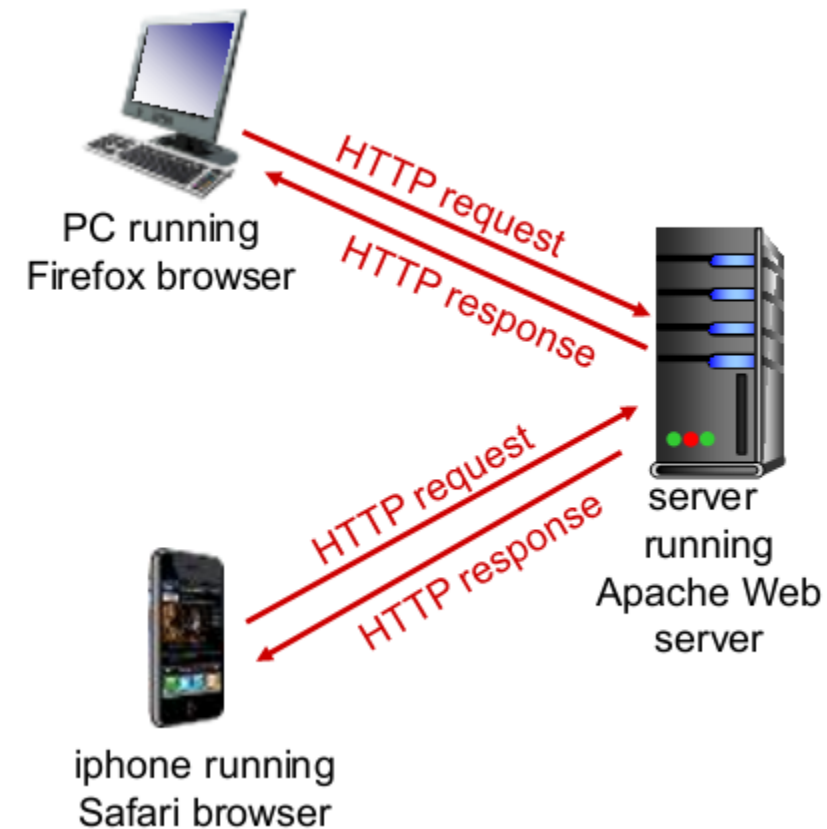 HTTP request
HTTP response
PC running
Firefox browser
HTTP request
HTTP response
server
running
Apache Web
server
iphone running
Safari browser